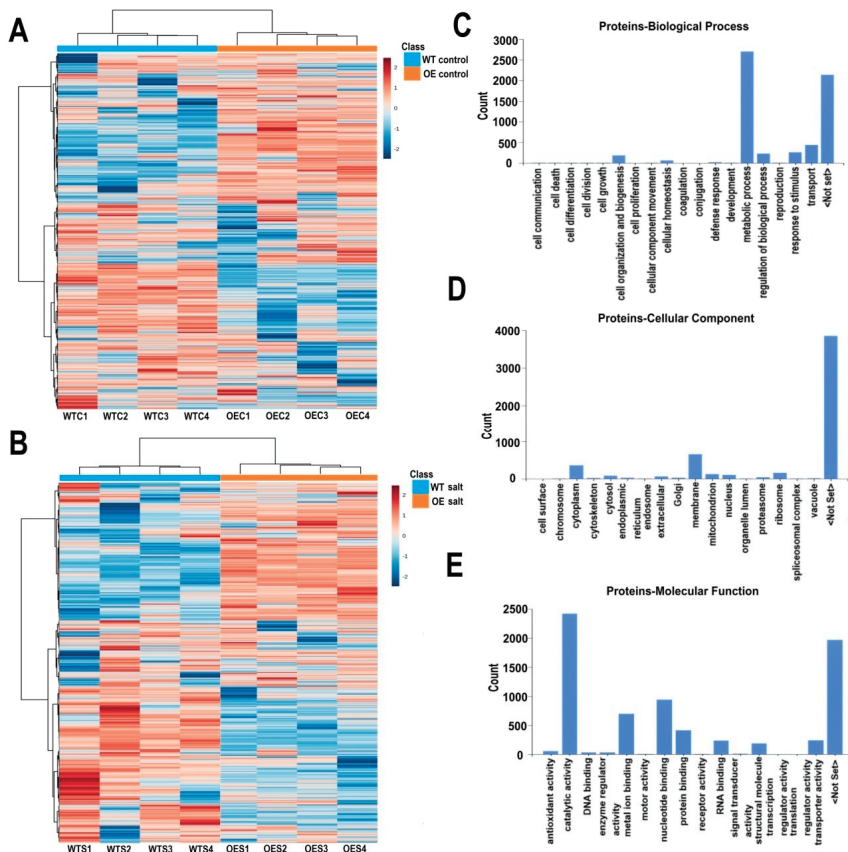 A
Class
WT control
OE control
2
1
0
-1
-2
WTC1 WTC2 WTC3 WTC4 OEC1 OEC2 OEC3 OEC4
B
Class
WT salt
OE salt
2
1
0
-1
-2
WTS1 WTS2 WTS3 WTS4 OES1 OES2 OES3 OES4
C
Proteins-Biological Process
Count
3000
2500
2000
1500
1000
500
0
cell communication
cell death
cell differentiation
cell division
cell growth
cell organization and biogenesis
cell proliferation
cellular component movement
cellular homeostasis
coagulation
conjugation
defense response
development
metabolic process
regulation of biological process
reproduction
response to stimulus
transport
<Not set>
D
Proteins-Cellular Component
Count
4000
3000
2000
1000
0
cell surface
chromosome
cytoplasm
cytoskeleton
cytosol
endoplasmic
reticulum
endosome
extracellular
Golgi
membrane
mitochondrion
nucleus
organelle lumen
proteasome
ribosome
spliceosomal complex
vacuole
<Not Set>
E
Proteins-Molecular Function
Count
2500
2000
1500
1000
500
0
antioxidant activity
catalytic activity
DNA binding
enzyme regulator
activity
metal ion binding
motor activity
nucleotide binding
protein binding
receptor activity
RNA binding
signal transducer
activity
structural molecule
transcription
regulator activity
translation
regulator activity
transporter activity
<Not Set>